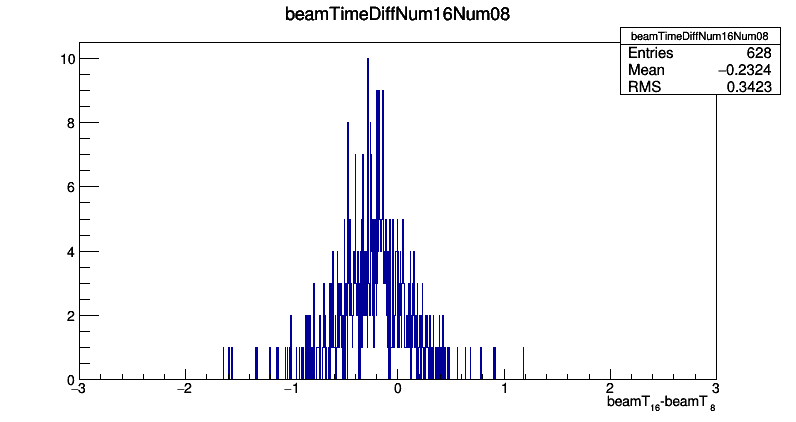 beamTimeDiffNum16Num08
beamTimeDiffNum16Num08
Entries 628
Mean −0.2324
RMS 0.3423
10
8
6
4
2
0
−3 −2 −1 0 1 2 3
beamT16-beamT8